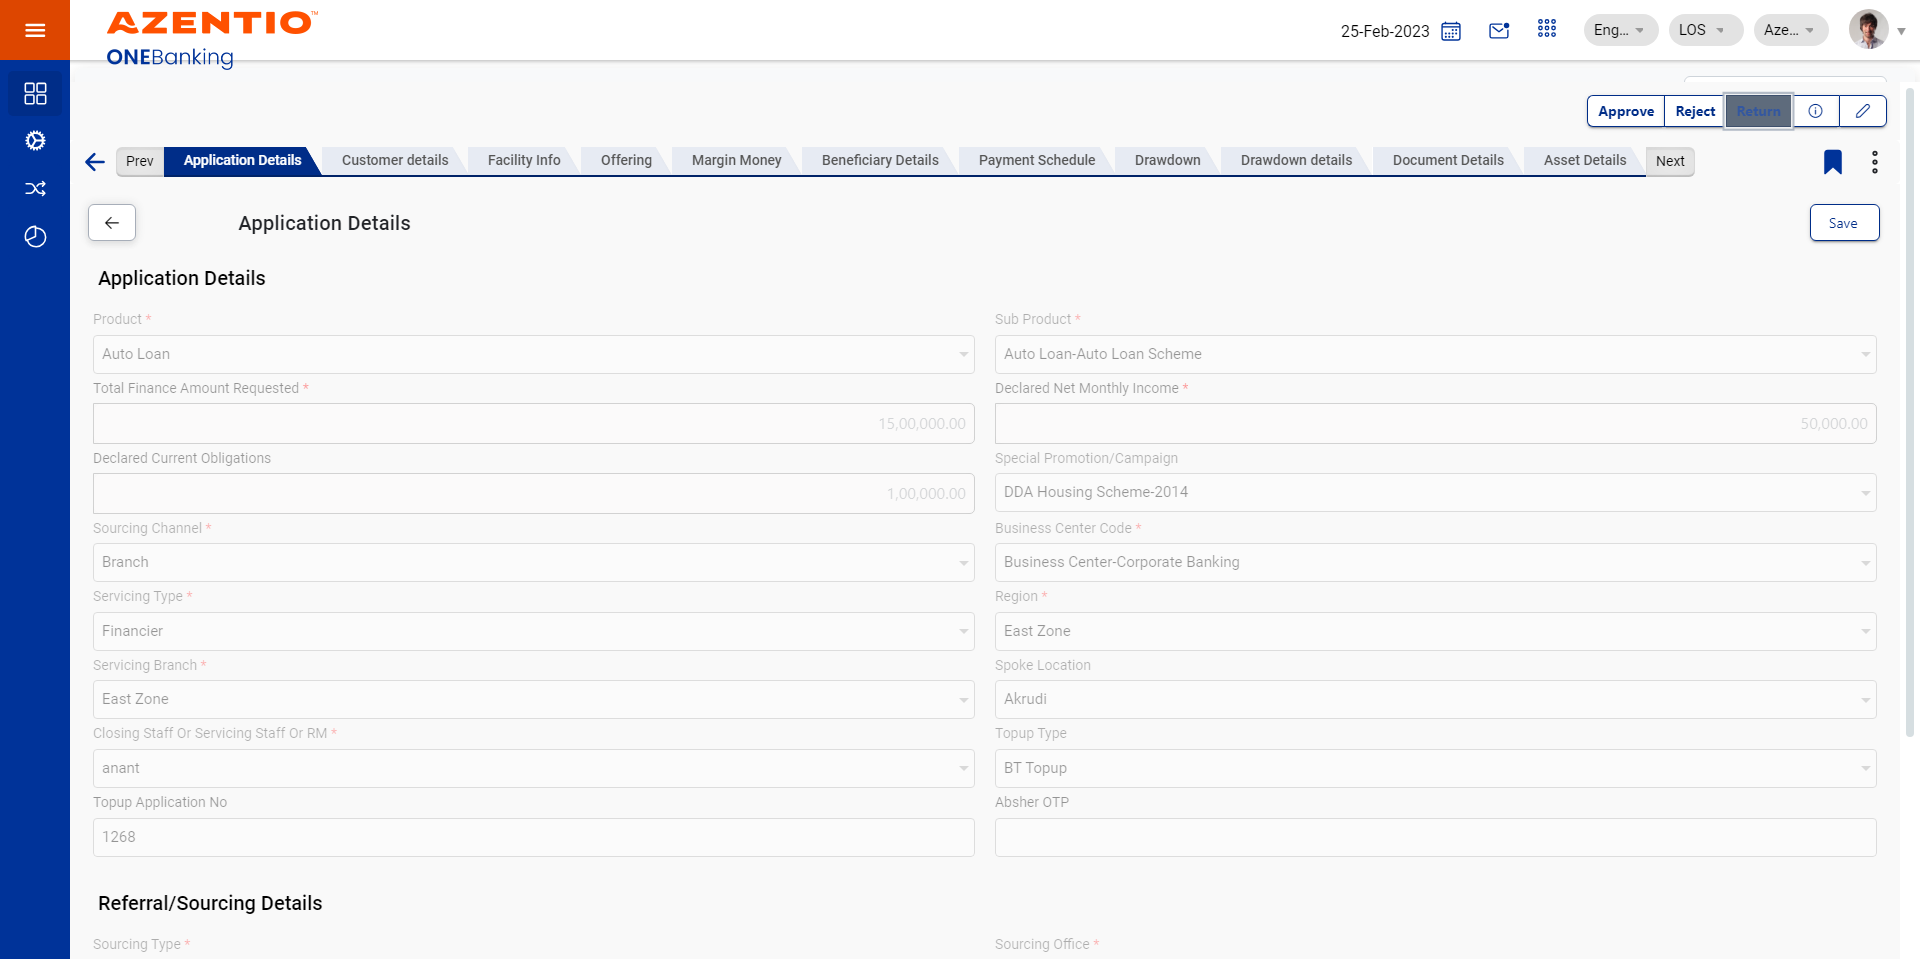 AZENTIO™
ONEBanking
25-Feb-2023
Eng...
LOS
Aze...
Approve
Reject
Return
Prev
Application Details
Customer details
Facility Info
Offering
Margin Money
Beneficiary Details
Payment Schedule
Drawdown
Drawdown details
Document Details
Asset Details
Next
Application Details
Save
Application Details
Product *
Sub Product *
Auto Loan
Auto Loan-Auto Loan Scheme
Total Finance Amount Requested *
Declared Net Monthly Income *
15,00,000.00
50,000.00
Declared Current Obligations
Special Promotion/Campaign
1,00,000.00
DDA Housing Scheme-2014
Sourcing Channel *
Business Center Code *
Branch
Business Center-Corporate Banking
Servicing Type *
Region *
Financier
East Zone
Servicing Branch *
Spoke Location
East Zone
Akrudi
Closing Staff Or Servicing Staff Or RM *
Topup Type
anant
BT Topup
Topup Application No
Absher OTP
1268
Referral/Sourcing Details
Sourcing Type *
Sourcing Office *